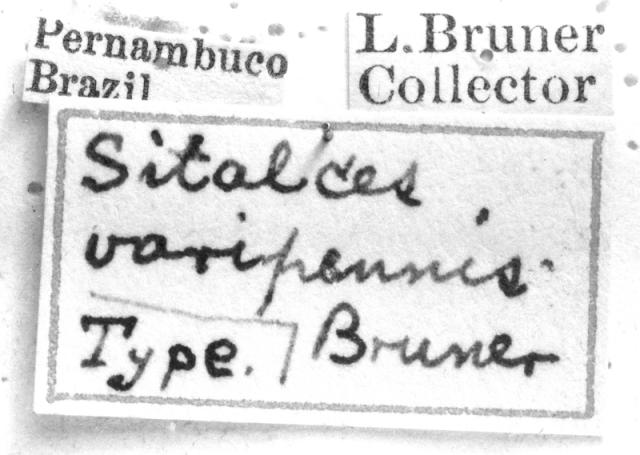 Pernambuco
Brazil
L. Bruner
Collector
Sitalces
varipennis
Type. Bruner